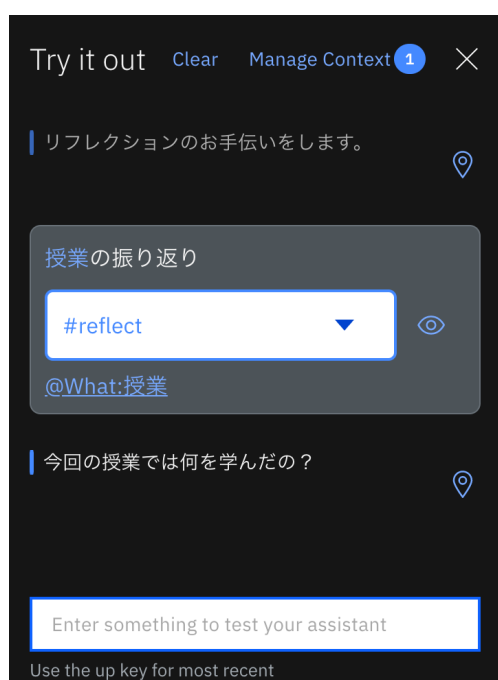 Try it out Clear Manage Context 1
リフレクションのお手伝いをします。
授業の振り返り
#reflect
@What:授業
今回の授業では何を学んだの？
Enter something to test your assistant
Use the up key for most recent